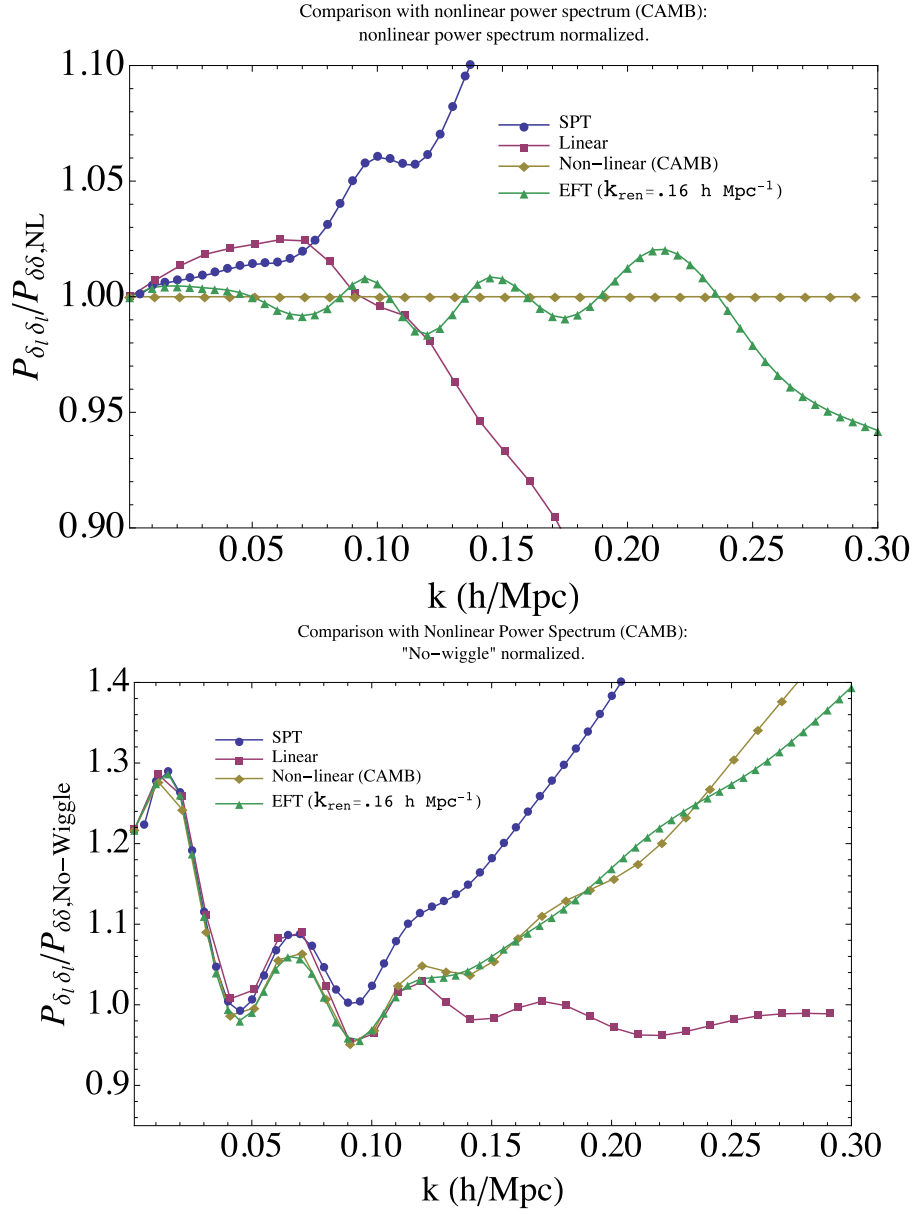 Comparison with nonlinear power spectrum (CAMB):
nonlinear power spectrum normalized.
1.10
1.05
1.00
0.95
0.90
P_{δ_l δ_l}/P_{δδ,NL}
SPT
Linear
Non−linear (CAMB)
EFT (k_{ren}=.16 h Mpc^{-1})
0.05 0.10 0.15 0.20 0.25 0.30
k (h/Mpc)
Comparison with Nonlinear Power Spectrum (CAMB):
"No−wiggle" normalized.
1.4
1.3
1.2
1.1
1.0
0.9
P_{δ_l δ_l}/P_{δδ,No−Wiggle}
SPT
Linear
Non−linear (CAMB)
EFT (k_{ren}=.16 h Mpc^{-1})
0.05 0.10 0.15 0.20 0.25 0.30
k (h/Mpc)